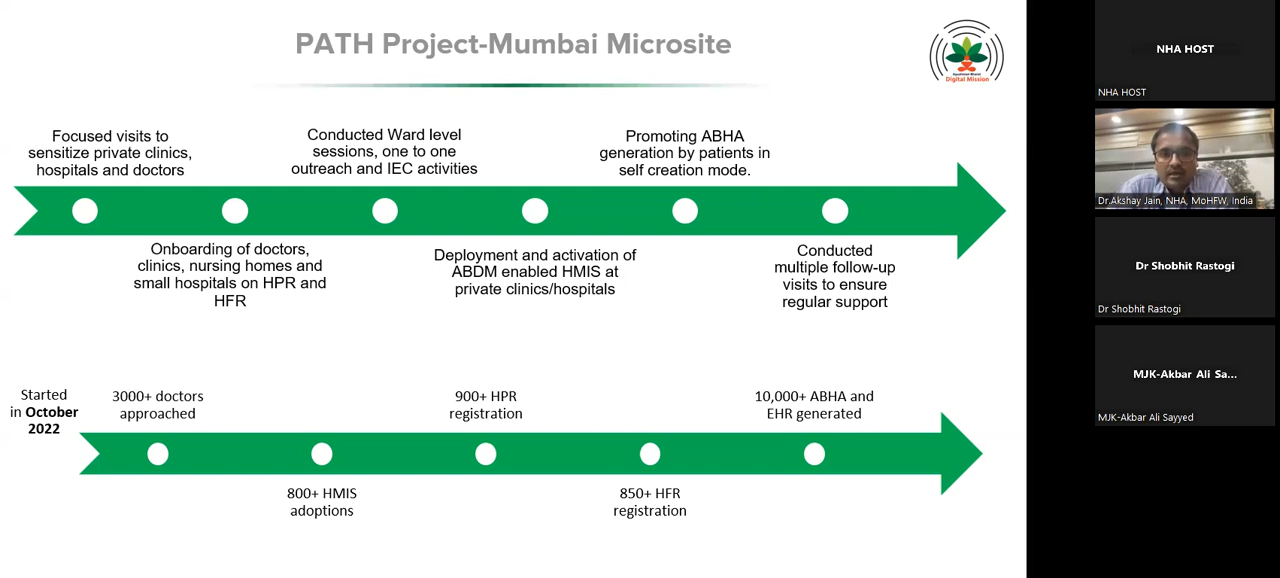 PATH Project-Mumbai Microsite
Ayushman Bharat
Digital Mission
Focused visits to
sensitize private clinics,
hospitals and doctors
Conducted Ward level
sessions, one to one
outreach and IEC activities
Promoting ABHA
generation by patients in
self creation mode.
Onboarding of doctors,
clinics, nursing homes and
small hospitals on HPR and
HFR
Deployment and activation of
ABDM enabled HMIS at
private clinics/hospitals
Conducted
multiple follow-up
visits to ensure
regular support
Started
in October
2022
3000+ doctors
approached
900+ HPR
registration
10,000+ ABHA and
EHR generated
800+ HMIS
adoptions
850+ HFR
registration
NHA HOST
NHA HOST
Dr.Akshay Jain, NHA, MoHFW, India
Dr Shobhit Rastogi
Dr Shobhit Rastogi
MJK-Akbar Ali Sa...
MJK-Akbar Ali Sayyed